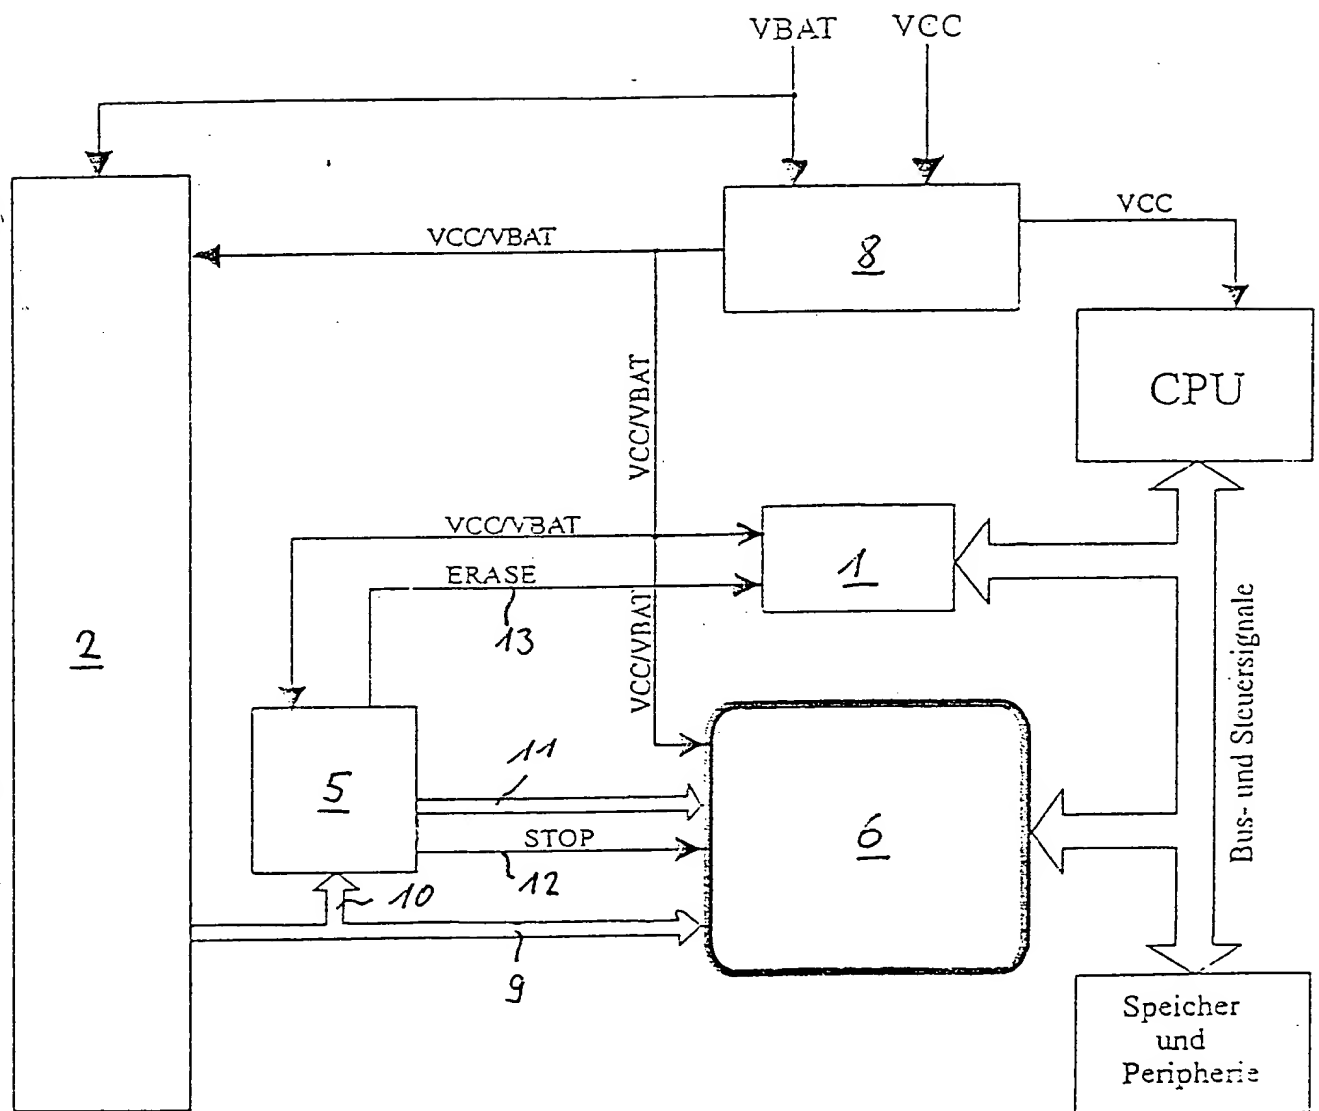 VBAT
VCC
VCC
VCC/VBAT
8
CPU
VCC/VBAT
VCC/VBAT
1
ERASE
13
VCC/VBAT
2
Bus- und Steuersignale
5
11
6
STOP
12
10
9
Speicher
und
Peripherie